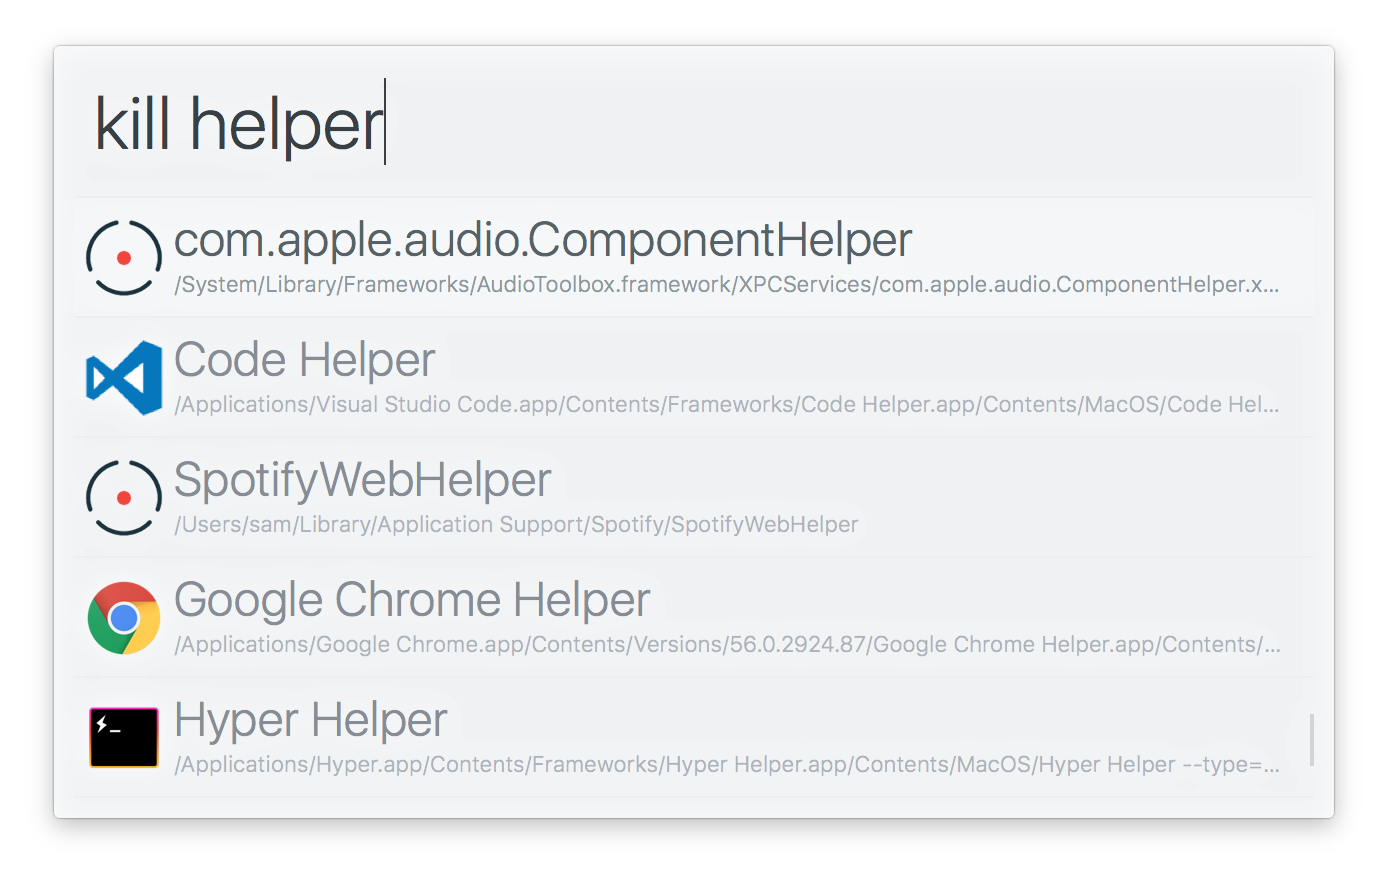 kill helper
com.apple.audio.ComponentHelper
/System/Library/Frameworks/AudioToolbox.framework/XPCServices/com.apple.audio.ComponentHelper.x...
Code Helper
/Applications/Visual Studio Code.app/Contents/Frameworks/Code Helper.app/Contents/MacOS/Code Hel...
SpotifyWebHelper
/Users/sam/Library/Application Support/Spotify/SpotifyWebHelper
Google Chrome Helper
/Applications/Google Chrome.app/Contents/Versions/56.0.2924.87/Google Chrome Helper.app/Contents/...
Hyper Helper
/Applications/Hyper.app/Contents/Frameworks/Hyper Helper.app/Contents/MacOS/Hyper Helper --type=...